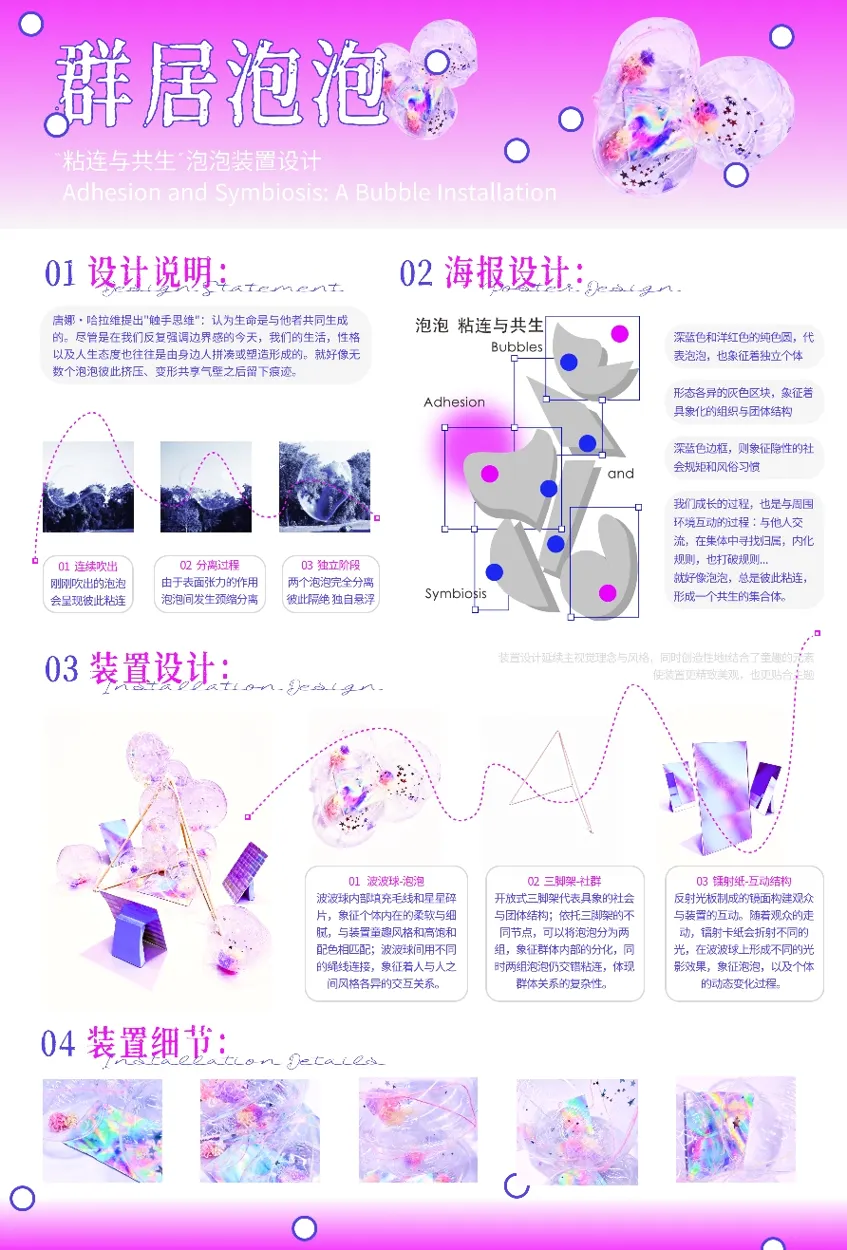 群居泡泡
"粘连与共生"泡泡装置设计
Adhesion and Symbiosis: A Bubble Installation
01 设计说明：
Design Statement.
唐娜·哈拉维提出"触手思维"：认为生命是与他者共同生成
的。尽管是在我们反复强调边界感的今天，我们的生活，性格
以及人生态度也往往是由身边人拼凑或塑造形成的。就好像无
数个泡泡彼此挤压、变形共享气壁之后留下痕迹。
01 连续吹出
刚刚吹出的泡泡
会呈现彼此粘连
02 分离过程
由于表面张力的作用
泡泡间发生颈缩分离
03 独立阶段
两个泡泡完全分离
彼此隔绝 独自悬浮
02 海报设计：
Poster Design.
泡泡 粘连与共生
Bubbles
Adhesion
and
Symbiosis
深蓝色和洋红色的纯色圆，代
表泡泡，也象征着独立个体
形态各异的灰色区块，象征着
具象化的组织与团体结构
深蓝色边框，则象征隐性的社
会规矩和风俗习惯
我们成长的过程，也是与周围
环境互动的过程：与他人交
流，在集体中寻找归属，内化
规则，也打破规则...
就好像泡泡，总是彼此粘连，
形成一个共生的集合体。
03 装置设计：
Installation Design.
装置设计延续主视觉理念与风格，同时创造性地结合了童趣的元素
使装置更精致美观，也更贴合主题
01 波波球-泡泡
波波球内部填充毛线和星星碎
片，象征个体内在的柔软与细
腻，与装置童趣风格和高饱和
配色相匹配；波波球间用不同
的绳线连接，象征着人与人之
间风格各异的交互关系。
02 三脚架-社群
开放式三脚架代表具象的社会
与团体结构；依托三脚架的不
同节点，可以将泡泡分为两
组，象征群体内部的分化，同
时两组泡泡仍交错粘连，体现
群体关系的复杂性。
03 镭射纸-互动结构
反射光板制成的镜面构建观众
与装置的互动。随着观众的走
动，镭射卡纸会折射不同的
光，在波波球上形成不同的光
影效果，象征泡泡，以及个体
的动态变化过程。
04 装置细节：
Installation Details.